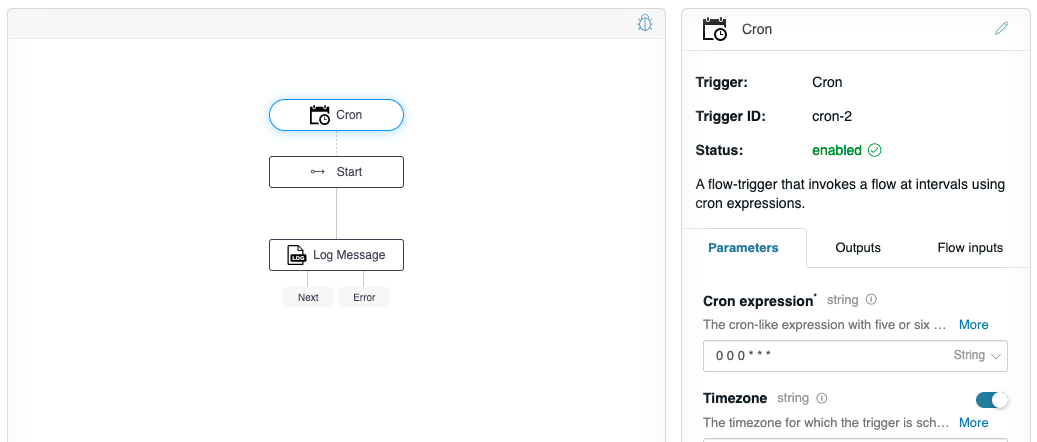 Cron
Start
LOG
Log Message
Next
Error
Cron
Trigger: Cron
Trigger ID: cron-2
Status: enabled
A flow-trigger that invokes a flow at intervals using
cron expressions.
Parameters
Outputs
Flow inputs
Cron expression* string
The cron-like expression with five or six ... More
0 0 0 * * * String
Timezone string
The timezone for which the trigger is sch... More